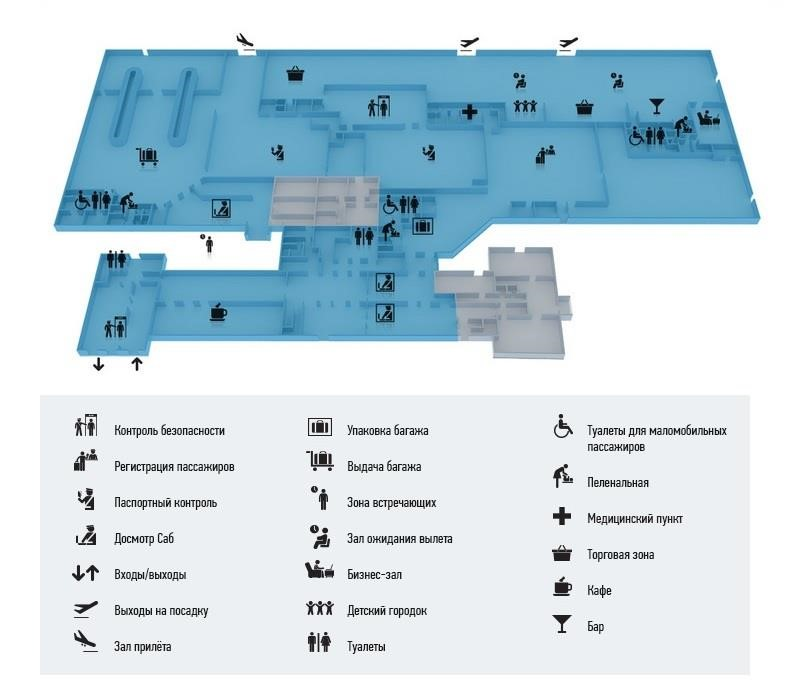 Контроль безопасности
Регистрация пассажиров
Паспортный контроль
Досмотр Саб
Входы/выходы
Выходы на посадку
Зал прилёта
Упаковка багажа
Выдача багажа
Зона встречающих
Зал ожидания вылета
Бизнес-зал
Детский городок
Туалеты
Туалеты для маломобильных
пассажиров
Пеленальная
Медицинский пункт
Торговая зона
Кафе
Бар